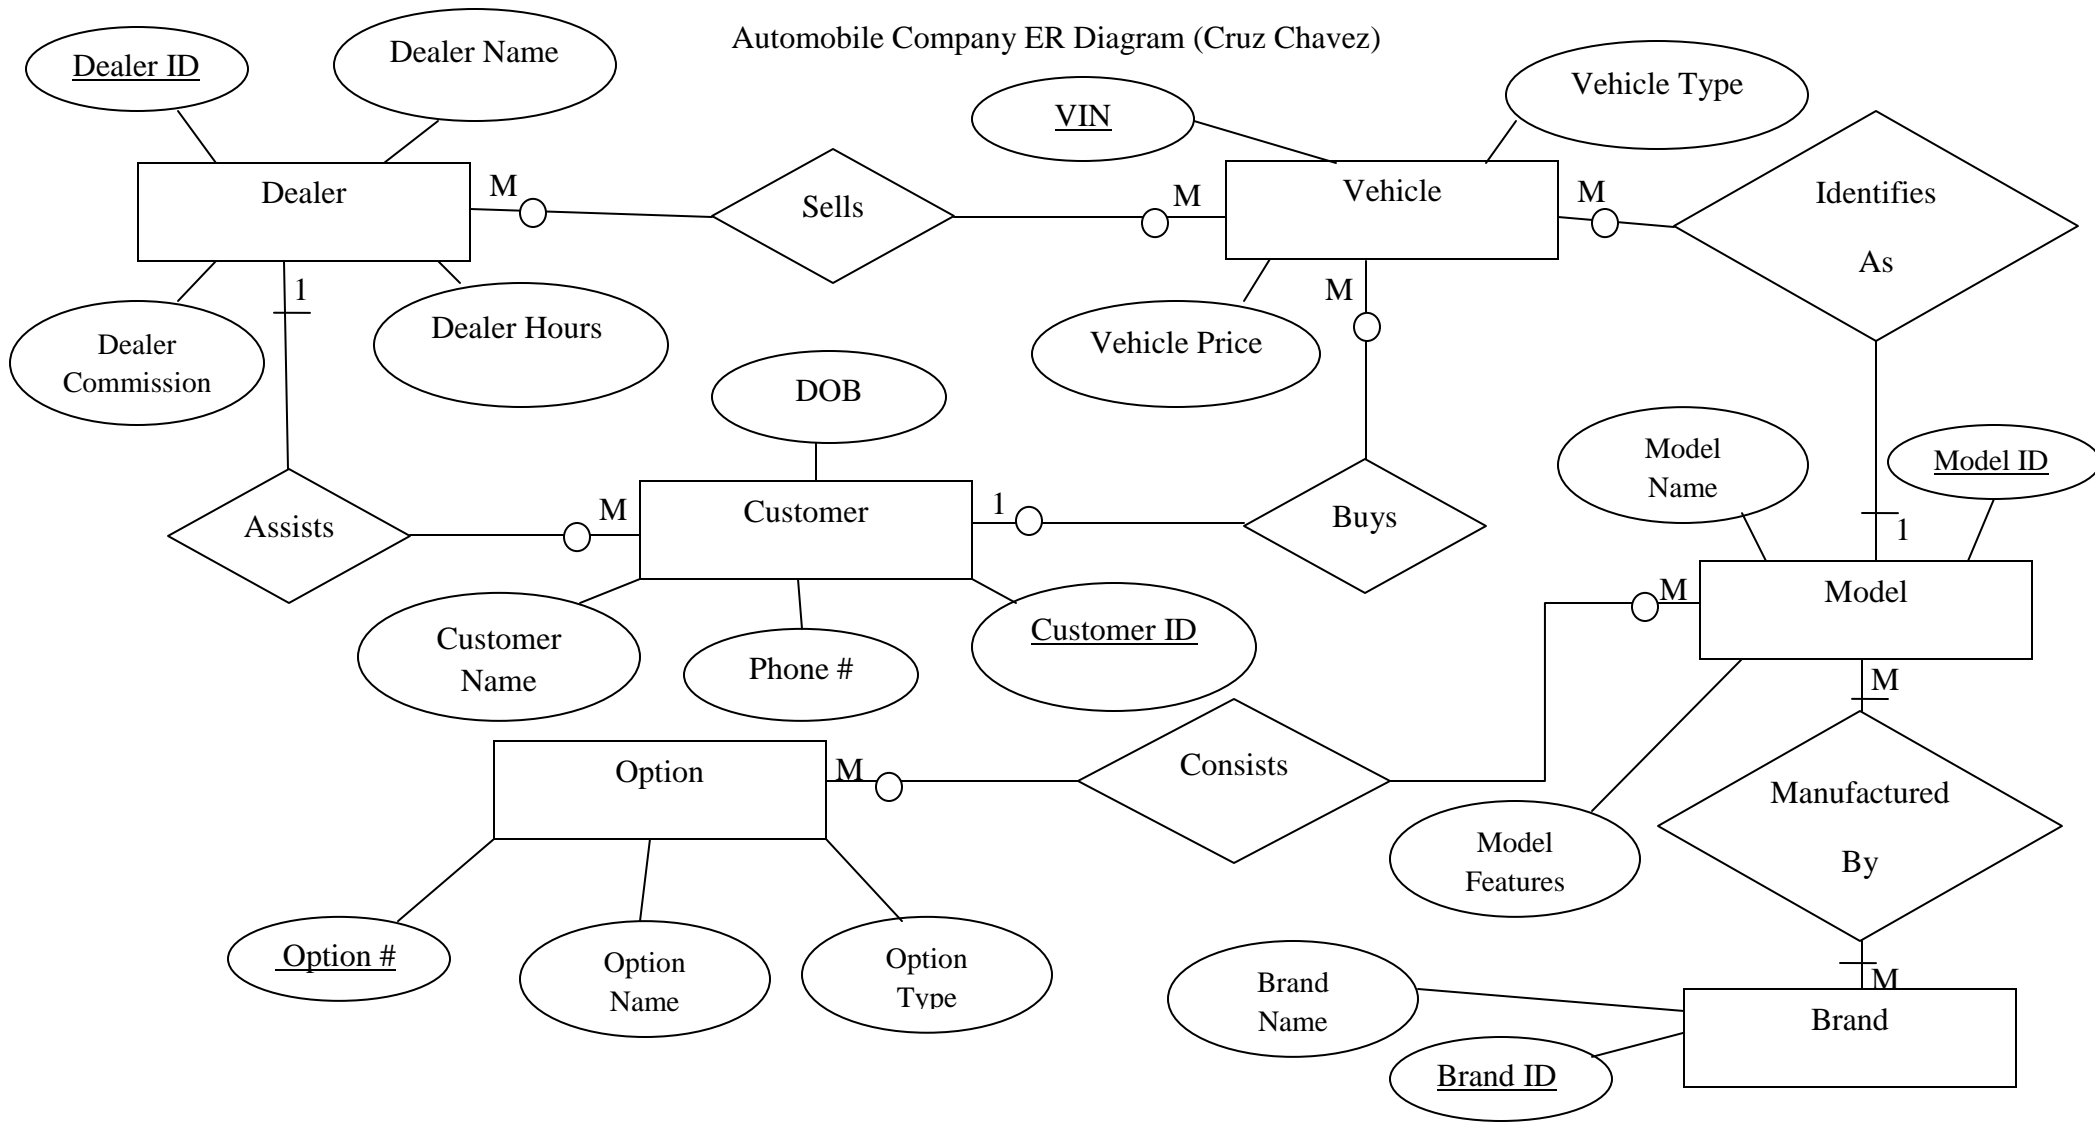 Automobile Company ER Diagram (Cruz Chavez)
Dealer ID
Dealer Name
VIN
Vehicle Type
Dealer
M
Sells
M
Vehicle
M
Identifies
As
1
M
Dealer
Commission
Dealer Hours
Vehicle Price
DOB
Model
Name
Model ID
Assists
M
Customer
1
Buys
1
M
Model
Customer
Name
Phone #
Customer ID
M
Option
M
Consists
Manufactured
By
Model
Features
Option #
Option
Name
Option
Type
Brand
Name
M
Brand
Brand ID